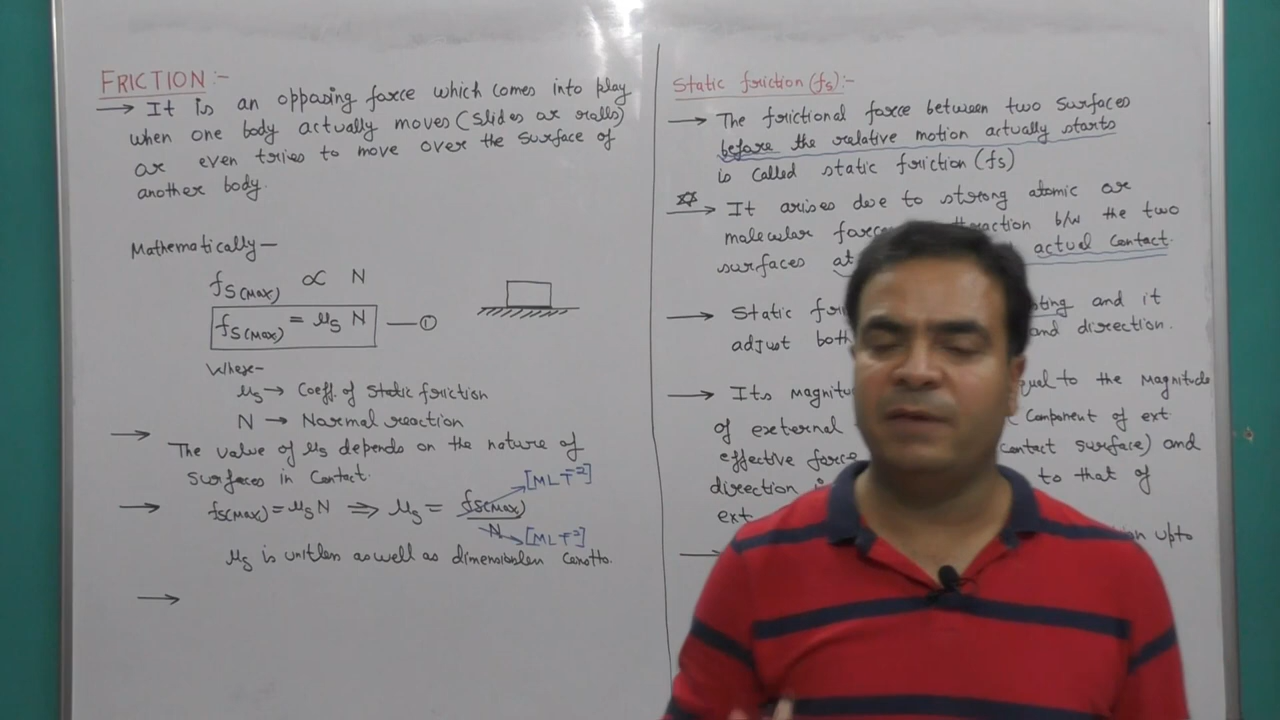 FRICTION:-
→ It is an opposing force which comes into play
when one body actually moves (slides or rolls)
or even tries to move over the surface of
another body.
Mathematically-
fs(Max) ∝ N
fs(Max) = μs N —①
Where-
μs → Coeff. of static friction
N → Normal reaction
→ The value of μs depends on the nature of
surfaces in Contact.
→ fs(Max) = μs N ⇒ μs = fs(Max) / N
[MLT⁻²]
[MLT⁻²]
μs is unitless as well as dimensionless
→
Static friction (fs):-
→ The frictional force between two surfaces
before the relative motion actually starts
is called static friction (fs)
→ It arises due to strong atomic or
molecular b/w the two
surfaces at actual contact.
→ Static and it
adjust both and direction.
→ Its to the Magnitude
of exeternal Component of ext
effective force contact surface) and
direction to that of
ext
→ upto